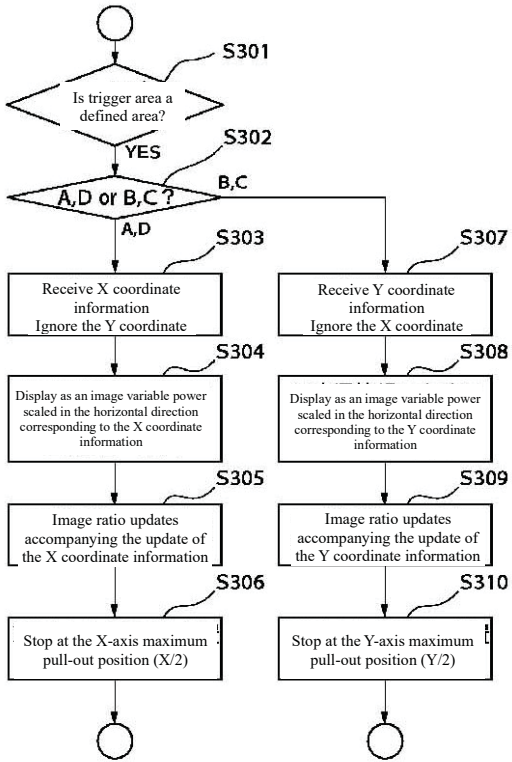 S301
Is trigger area a
defined area?
S302
YES
A,D or B,C ?
B,C
A,D
S303
Receive X coordinate
information
Ignore the Y coordinate
S304
Display as an image variable power
scaled in the horizontal direction
corresponding to the X coordinate
information
S305
Image ratio updates
accompanying the update of
the X coordinate information
S306
Stop at the X-axis maximum
pull-out position (X/2)
S307
Receive Y coordinate
information
Ignore the X coordinate
S308
Display as an image variable power
scaled in the horizontal direction
corresponding to the Y coordinate
information
S309
Image ratio updates
accompanying the update of
the Y coordinate information
S310
Stop at the Y-axis maximum
pull-out position (Y/2)